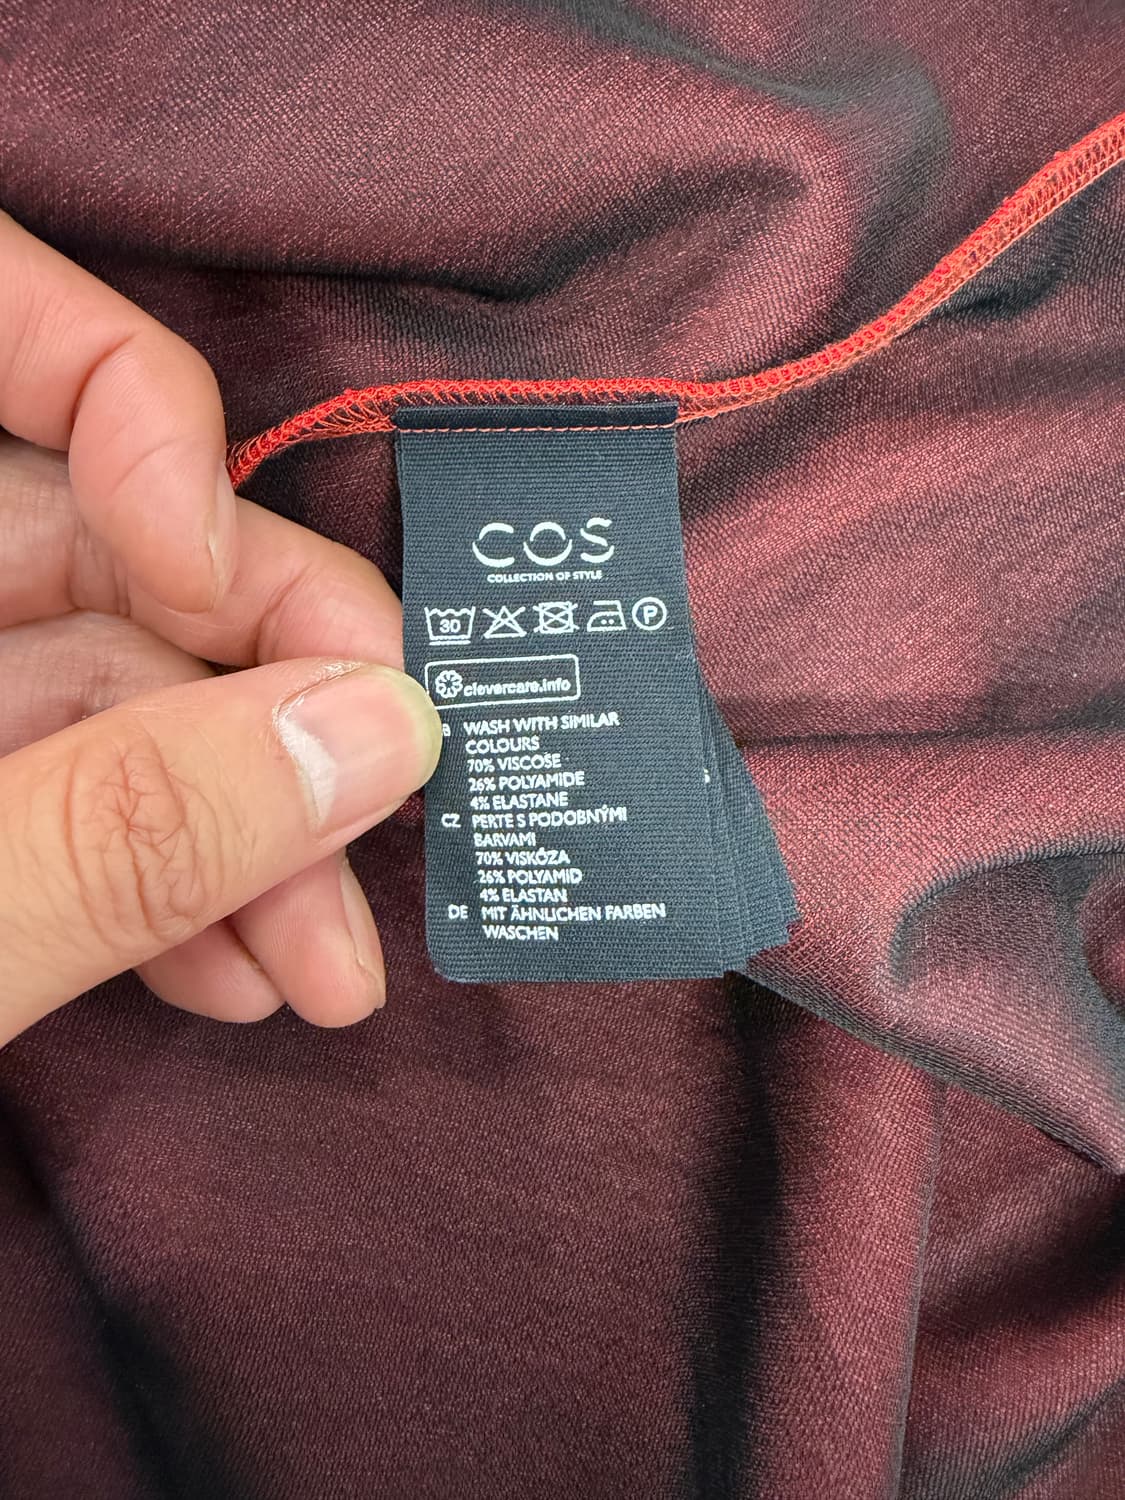 COS
COLLECTION OF STYLE
30 P
clevercare.info
WASH WITH SIMILAR
COLOURS
70% VISCOSE
26% POLYAMIDE
4% ELASTANE
CZ PERTE S PODOBNÝMI
BARVAMI
70% VISKÓZA
26% POLYAMID
4% ELASTAN
DE MIT ÄHNLICHEN FARBEN
WASCHEN